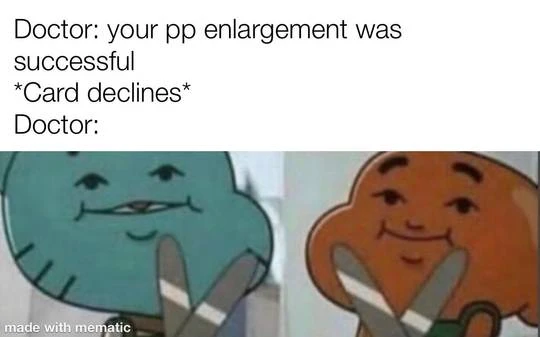 Doctor: your pp enlargement was
successful
*Card declines*
Doctor:
made with mematic